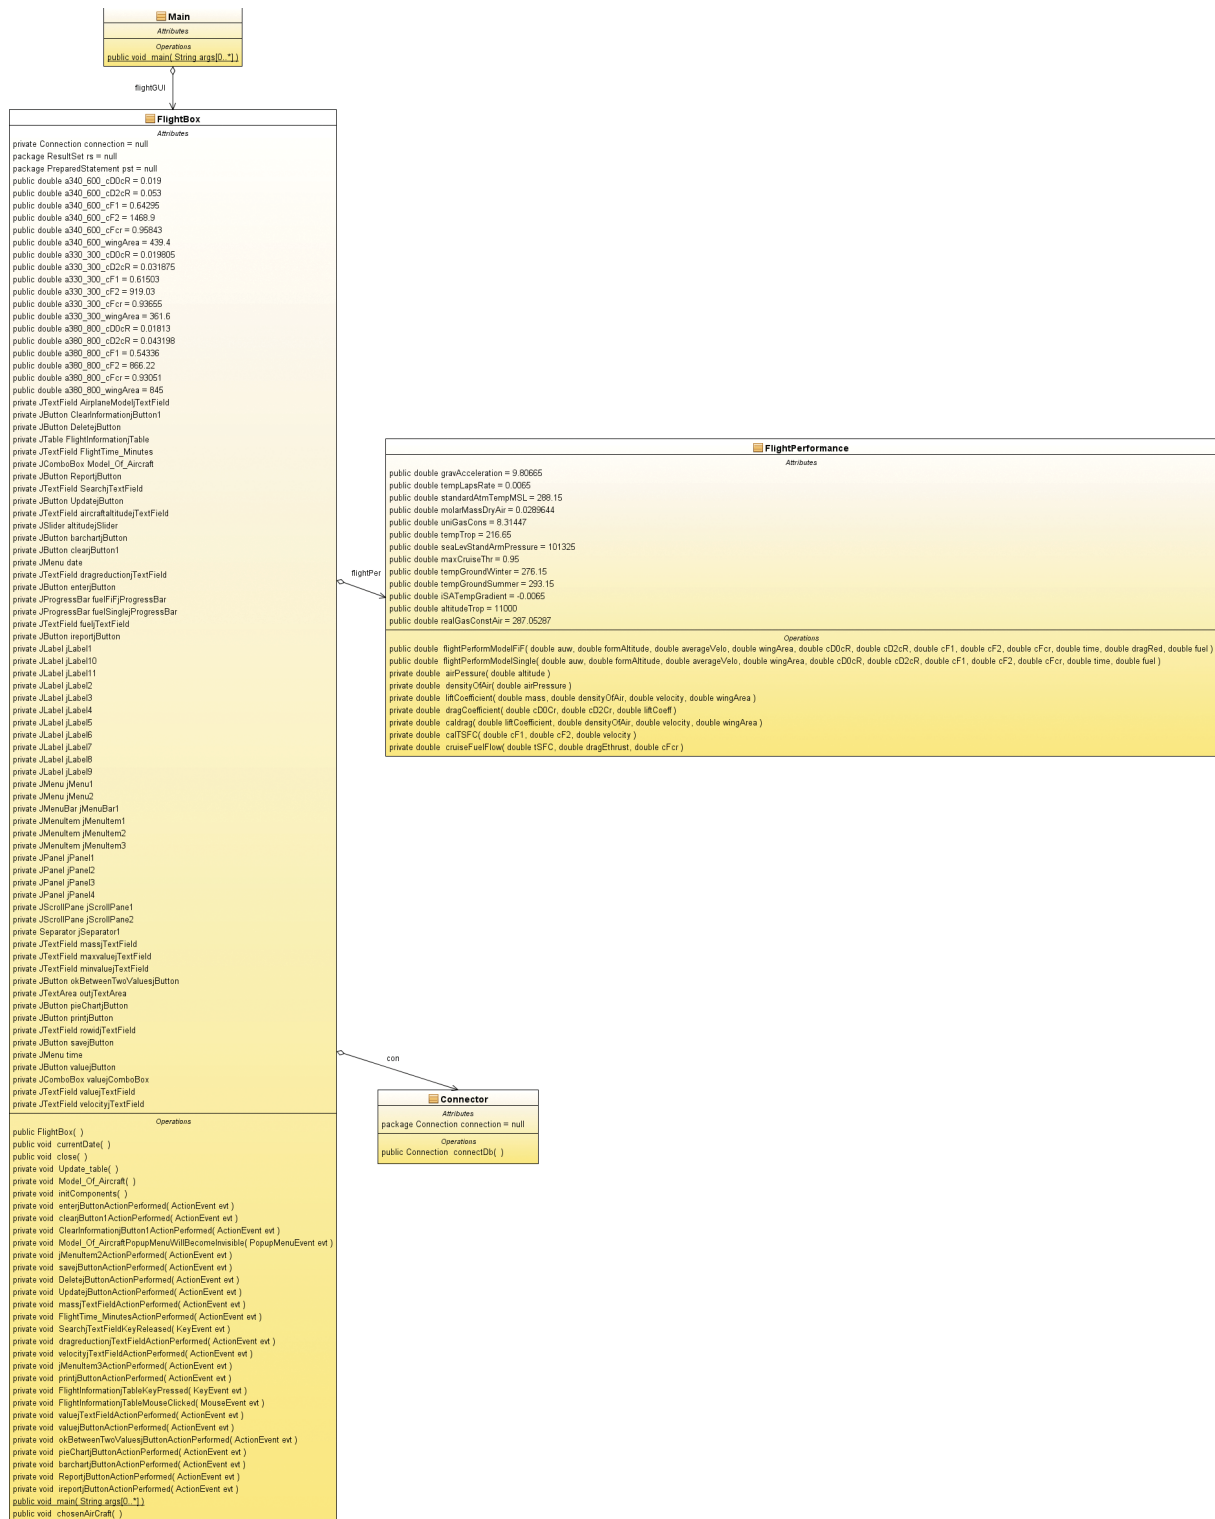 Main
Attributes
Operations
public void main( String args[0..*] )
flightGUI
FlightBox
Attributes
private Connection connection = null
package ResultSet rs = null
package PreparedStatement pst = null
public double a340_600_cD0cR = 0.019
public double a340_600_cD2cR = 0.053
public double a340_600_cF1 = 0.64295
public double a340_600_cF2 = 1468.9
public double a340_600_cFcr = 0.95843
public double a340_600_wingArea = 439.4
public double a330_300_cD0cR = 0.019805
public double a330_300_cD2cR = 0.031875
public double a330_300_cF1 = 0.61503
public double a330_300_cF2 = 919.03
public double a330_300_cFcr = 0.93655
public double a330_300_wingArea = 361.6
public double a380_800_cD0cR = 0.01813
public double a380_800_cD2cR = 0.043198
public double a380_800_cF1 = 0.54336
public double a380_800_cF2 = 866.22
public double a380_800_cFcr = 0.93051
public double a380_800_wingArea = 845
private JTextField AirplaneModeljTextField
private JButton ClearInformationjButton1
private JButton DeletejButton
private JTable FlightInformationjTable
private JTextField FlightTime_Minutes
private JComboBox Model_Of_Aircraft
private JButton ReportjButton
private JTextField SearchjTextField
private JButton UpdatejButton
private JTextField aircraftaltitudejTextField
private JSlider altitudejSlider
private JButton barchartjButton
private JButton clearjButton1
private JMenu date
private JTextField dragreductionjTextField
private JButton enterjButton
private JProgressBar fuelFiFjProgressBar
private JProgressBar fuelSinglejProgressBar
private JTextField fueljTextField
private JButton ireportjButton
private JLabel jLabel1
private JLabel jLabel10
private JLabel jLabel11
private JLabel jLabel2
private JLabel jLabel3
private JLabel jLabel4
private JLabel jLabel5
private JLabel jLabel6
private JLabel jLabel7
private JLabel jLabel8
private JLabel jLabel9
private JMenu jMenu1
private JMenu jMenu2
private JMenuBar jMenuBar1
private JMenuItem jMenuItem1
private JMenuItem jMenuItem2
private JMenuItem jMenuItem3
private JPanel jPanel1
private JPanel jPanel2
private JPanel jPanel3
private JPanel jPanel4
private JScrollPane jScrollPane1
private JScrollPane jScrollPane2
private Separator jSeparator1
private JTextField massjTextField
private JTextField maxvaluejTextField
private JTextField minvaluejTextField
private JButton okBetweenTwoValuesjButton
private JTextArea outjTextArea
private JButton pieChartjButton
private JButton printjButton
private JTextField rowidjTextField
private JButton savejButton
private JMenu time
private JButton valuejButton
private JComboBox valuejComboBox
private JTextField valuejTextField
private JTextField velocityjTextField
Operations
public FlightBox( )
public void currentDate( )
public void close( )
private void Update_table( )
private void Model_Of_Aircraft( )
private void initComponents( )
private void enterjButtonActionPerformed( ActionEvent evt )
private void clearjButton1ActionPerformed( ActionEvent evt )
private void ClearInformationjButton1ActionPerformed( ActionEvent evt )
private void Model_Of_AircraftPopupMenuWillBecomeInvisible( PopupMenuEvent evt )
private void jMenuItem2ActionPerformed( ActionEvent evt )
private void savejButtonActionPerformed( ActionEvent evt )
private void DeletejButtonActionPerformed( ActionEvent evt )
private void UpdatejButtonActionPerformed( ActionEvent evt )
private void massjTextFieldActionPerformed( ActionEvent evt )
private void FlightTime_MinutesActionPerformed( ActionEvent evt )
private void SearchjTextFieldKeyReleased( KeyEvent evt )
private void dragreductionjTextFieldActionPerformed( ActionEvent evt )
private void velocityjTextFieldActionPerformed( ActionEvent evt )
private void jMenuItem3ActionPerformed( ActionEvent evt )
private void printjButtonActionPerformed( ActionEvent evt )
private void FlightInformationjTableKeyPressed( KeyEvent evt )
private void FlightInformationjTableMouseClicked( MouseEvent evt )
private void valuejTextFieldActionPerformed( ActionEvent evt )
private void valuejButtonActionPerformed( ActionEvent evt )
private void okBetweenTwoValuesjButtonActionPerformed( ActionEvent evt )
private void pieChartjButtonActionPerformed( ActionEvent evt )
private void barchartjButtonActionPerformed( ActionEvent evt )
private void ReportjButtonActionPerformed( ActionEvent evt )
private void ireportjButtonActionPerformed( ActionEvent evt )
public void main( String args[0..*] )
public void chosenAirCraft( )
flightPer
FlightPerformance
Attributes
public double gravAcceleration = 9.80665
public double tempLapsRate = 0.0065
public double standardAtmTempMSL = 288.15
public double molarMassDryAir = 0.0289644
public double uniGasCons = 8.31447
public double tempTrop = 216.65
public double seaLevStandArmPressure = 101325
public double maxCruiseThr = 0.95
public double tempGroundWinter = 276.15
public double tempGroundSummer = 293.15
public double iSATempGradient = -0.0065
public double altitudeTrop = 11000
public double realGasConstAir = 287.05287
Operations
public double flightPerformModelFiF( double auw, double formAltitude, double averageVelo, double wingArea, double cD0cR, double cD2cR, double cF1, double cF2, double cFcr, double time, double dragRed, double fuel )
public double flightPerformModelSingle( double auw, double formAltitude, double averageVelo, double wingArea, double cD0cR, double cD2cR, double cF1, double cF2, double cFcr, double time, double fuel )
private double airPessure( double altitude )
private double densityOfAir( double airPressure )
private double liftCoefficient( double mass, double densityOfAir, double velocity, double wingArea )
private double dragCoefficient( double cD0Cr, double cD2Cr, double liftCoeff )
private double caldrag( double liftCoefficient, double densityOfAir, double velocity, double wingArea )
private double calTSFC( double cF1, double cF2, double velocity )
private double cruiseFuelFlow( double tSFC, double dragEthrust, double cFcr )
con
Connector
Attributes
package Connection connection = null
Operations
public Connection connectDb( )